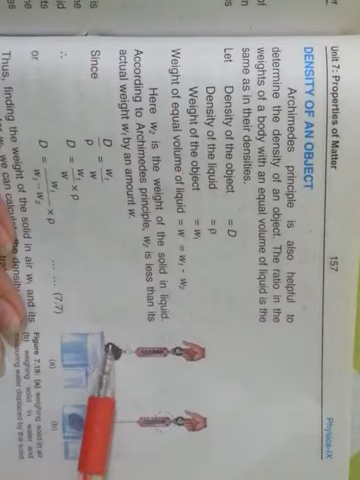 Unit 7: Properties of Matter
157
Physics-IX
DENSITY OF AN OBJECT
Archimedes principle is also helpful to
determine the density of an object. The ratio in the
weights of a body with an equal volume of liquid is the
same as in their densities.
Let Density of the object = D
Density of the liquid = ρ
Weight of the object = w₁
Weight of equal volume of liquid = w = w₁ - w₂
Here w₂ is the weight of the solid in liquid.
According to Archimedes principle, w₂ is less than its
actual weight w₁ by an amount w.
Since D/ρ = w₁/w
∴ D = w₁/w × ρ
or D = w₁/(w₁ – w₂) × ρ ... ... (7.7)
Thus, finding the weight of the solid in air w₁ and its
we can calculate the density
(a)
(b)
Figure 7.19: (a) weighing solid in air
(b) weighing solid in water and
measuring water displaced by the solid.